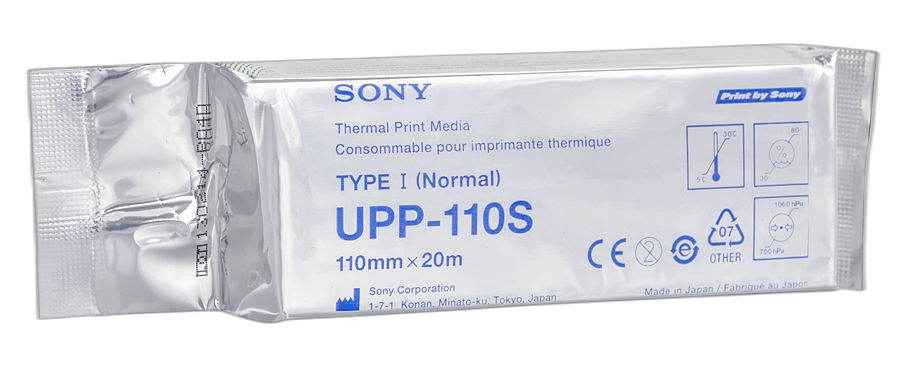 SONY
Print by Sony
Thermal Print Media
Consommable pour imprimante thermique
TYPE I (Normal)
UPP-110S
110mm×20m
Sony Corporation
1-7-1 Konan, Minato-ku, Tokyo, Japan
30℃
5℃
80
%
30
1060 hPa
700 hPa
CE
2
07
OTHER
Made in Japan / Fabriqué au Japon